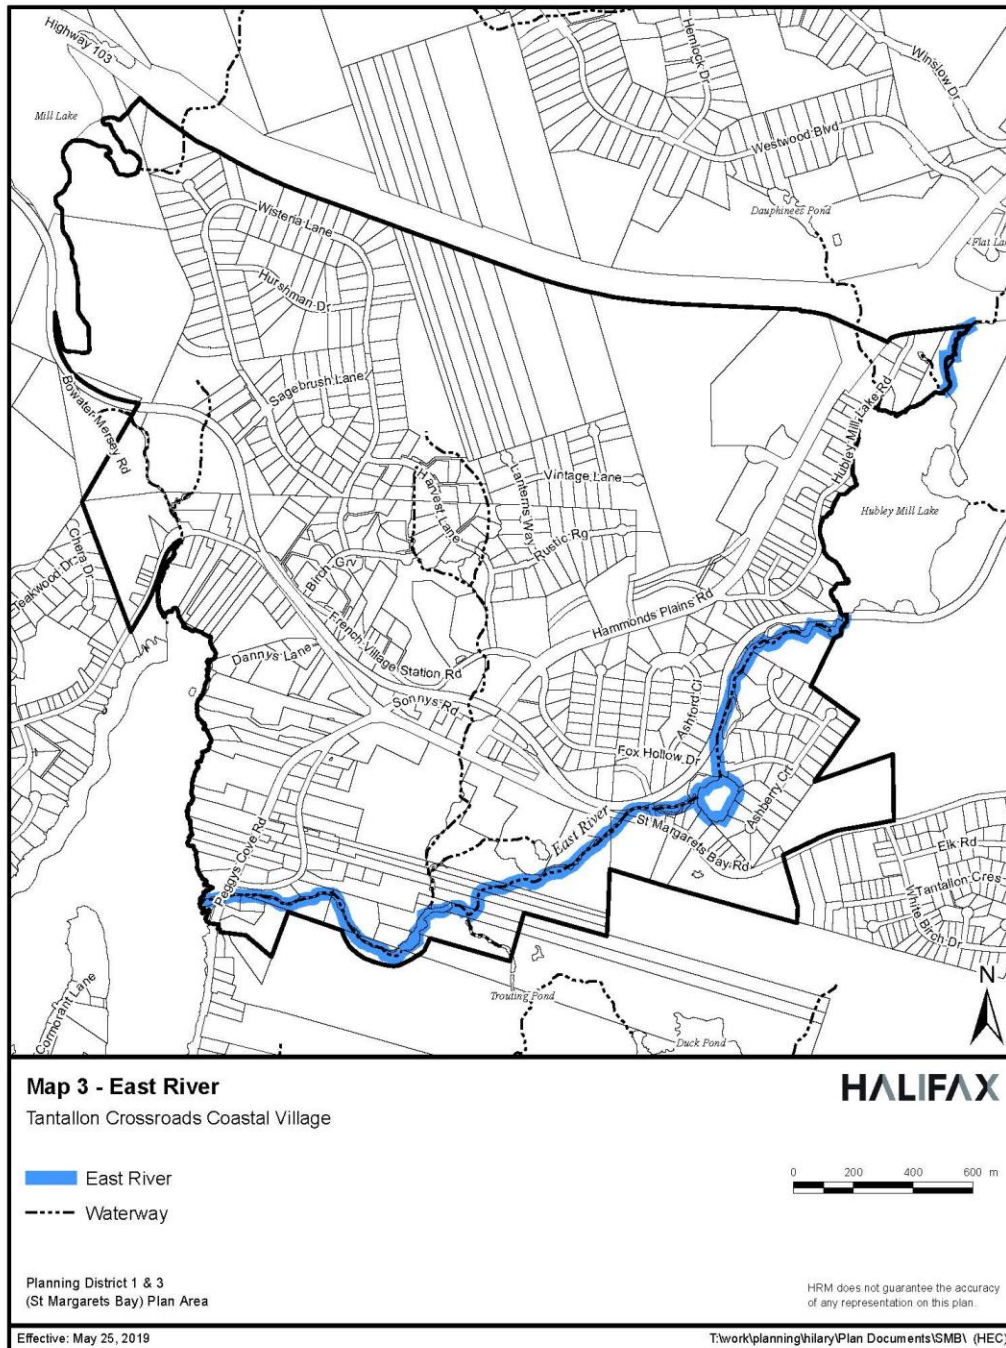 Highway 103
Mill Lake
Hemlock Dr
Winslow Dr
Westwood Blvd
Dauphinees Pond
Flat La
Wisteria Lane
Hurshman Dr
Sagebrush Lane
Bowater Mersey Rd
Hubley Mill Lake Rd
Hubley Mill Lake
Harvest Lane
Lanterns Way
Vintage Lane
Rustic Rg
Chera Dr
Teakwood Dr
Birch Grv
French Village Station Rd
Hammonds Plains Rd
Dannys Lane
Sonnys Rd
Ashford Cl
Fox Hollow Dr
Ashberry Crt
East River
St Margarets Bay Rd
Peggys Cove Rd
Elk Rd
Tantallon Cres
White Birch Dr
Cormorant Lane
Trouting Pond
Duck Pond
N
Map 3 - East River
HALIFAX
Tantallon Crossroads Coastal Village
East River
0 200 400 600 m
Waterway
Planning District 1 & 3
(St Margarets Bay) Plan Area
HRM does not guarantee the accuracy
of any representation on this plan.
Effective: May 25, 2019
T:\work\planning\hilary\Plan Documents\SMB\ (HEC)